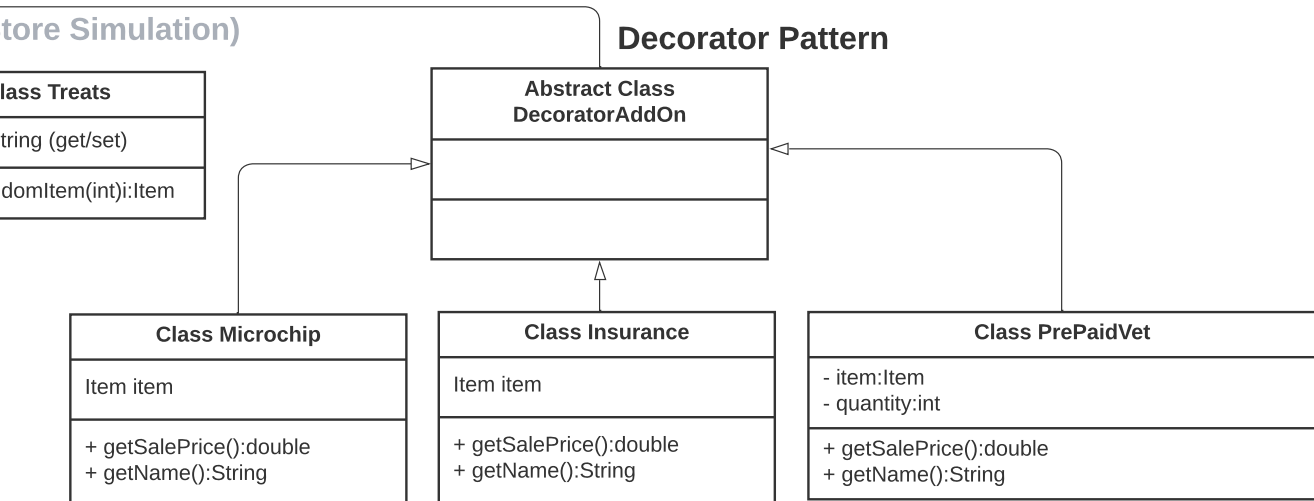 tore Simulation)
Decorator Pattern
lass Treats
tring (get/set)
domItem(int)i:Item
Abstract Class
DecoratorAddOn
Class Microchip
Item item
+ getSalePrice():double
+ getName():String
Class Insurance
Item item
+ getSalePrice():double
+ getName():String
Class PrePaidVet
- item:Item
- quantity:int
+ getSalePrice():double
+ getName():String